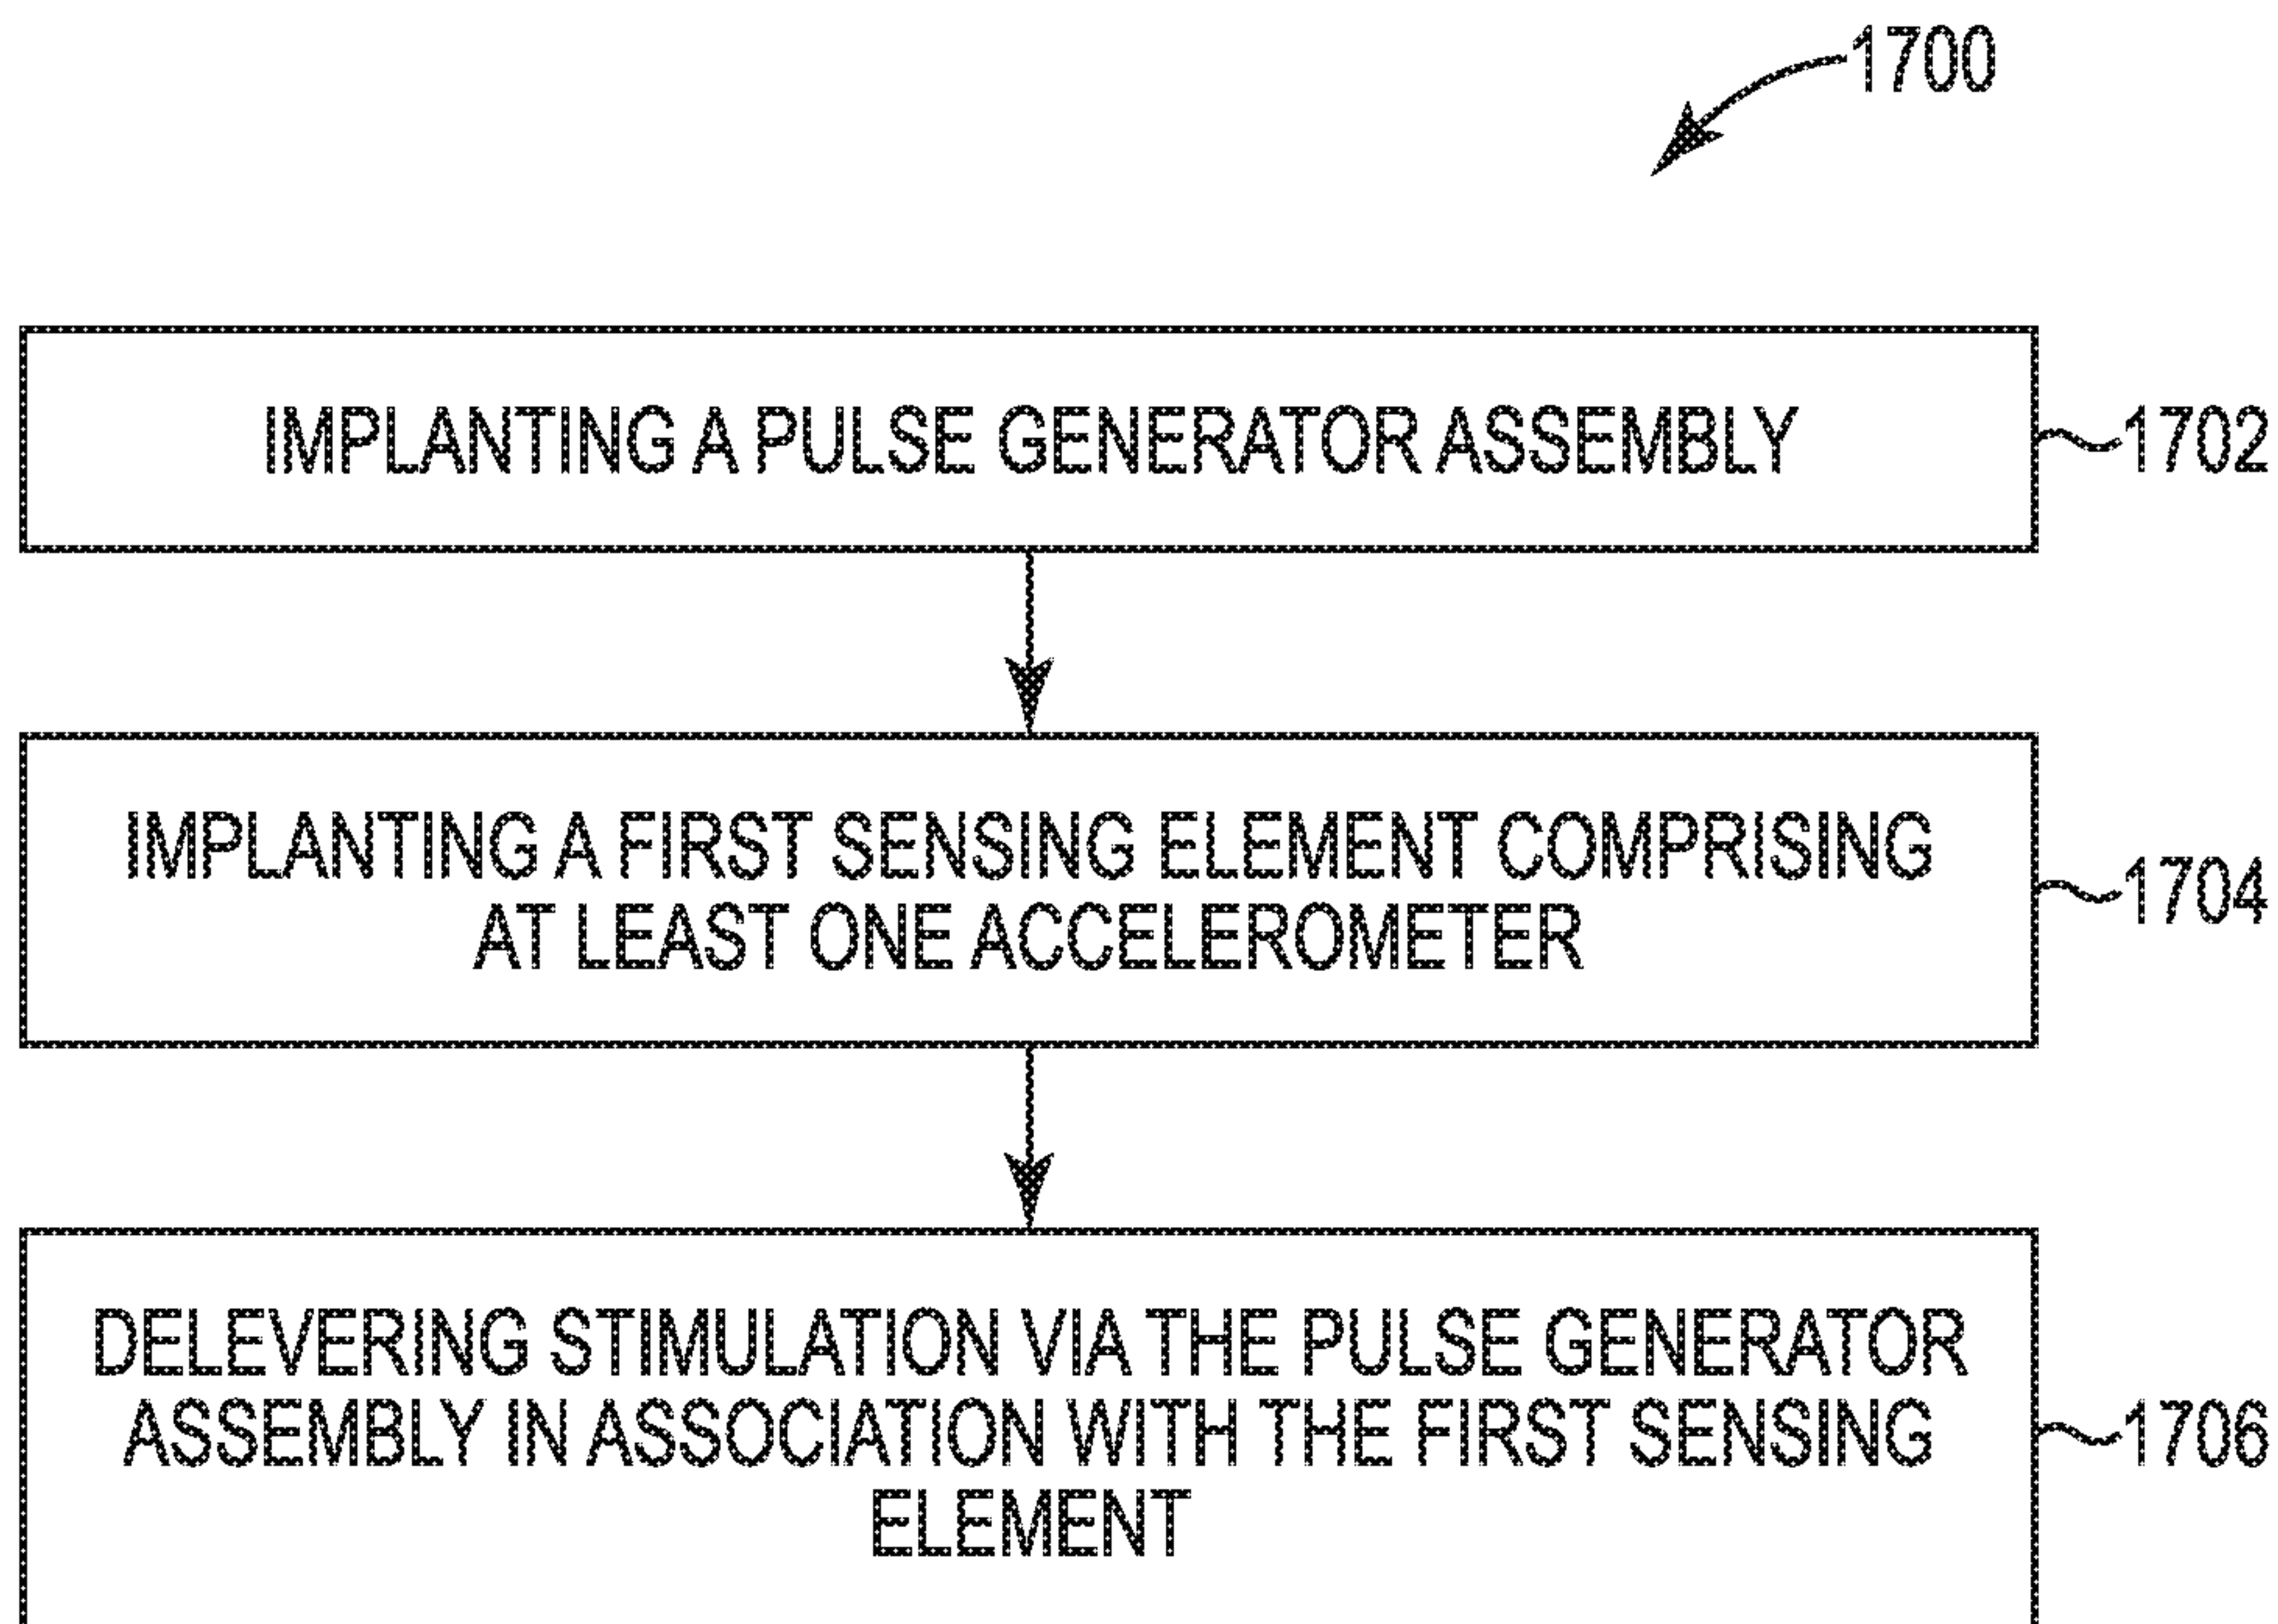 1700
IMPLANTING A PULSE GENERATOR ASSEMBLY
1702
IMPLANTING A FIRST SENSING ELEMENT COMPRISING
AT LEAST ONE ACCELEROMETER
1704
DELEVERING STIMULATION VIA THE PULSE GENERATOR
ASSEMBLY IN ASSOCIATION WITH THE FIRST SENSING
ELEMENT
1706